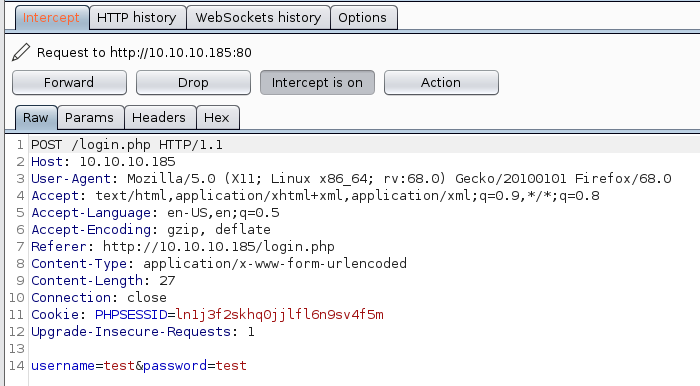 Intercept HTTP history WebSockets history Options
Request to http://10.10.10.185:80
Forward Drop Intercept is on Action
Raw Params Headers Hex
1 POST /login.php HTTP/1.1
2 Host: 10.10.10.185
3 User-Agent: Mozilla/5.0 (X11; Linux x86_64; rv:68.0) Gecko/20100101 Firefox/68.0
4 Accept: text/html,application/xhtml+xml,application/xml;q=0.9,*/*;q=0.8
5 Accept-Language: en-US,en;q=0.5
6 Accept-Encoding: gzip, deflate
7 Referer: http://10.10.10.185/login.php
8 Content-Type: application/x-www-form-urlencoded
9 Content-Length: 27
10 Connection: close
11 Cookie: PHPSESSID=ln1j3f2skhq0jjlfl6n9sv4f5m
12 Upgrade-Insecure-Requests: 1
13
14 username=test&password=test